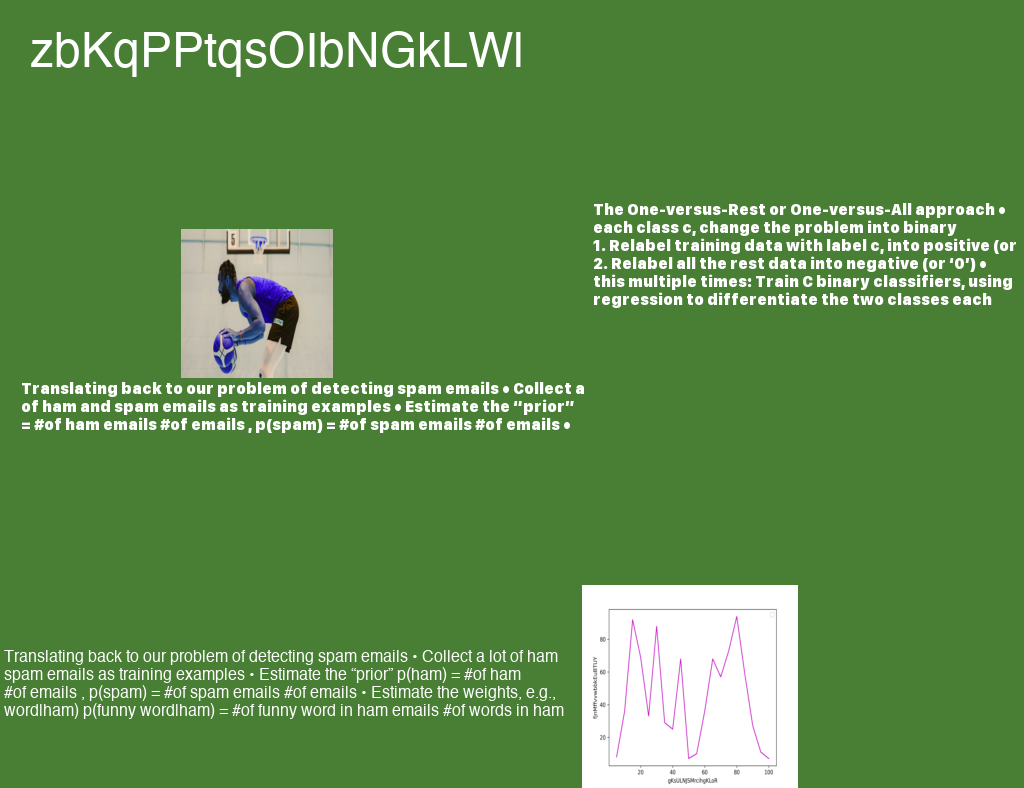 zbKqPPtqsOIbNGkLWl
The One-versus-Rest or One-versus-All approach •
each class c, change the problem into binary
1. Relabel training data with label c, into positive (or
2. Relabel all the rest data into negative (or ‘0’) •
this multiple times: Train C binary classifiers, using
regression to differentiate the two classes each
Translating back to our problem of detecting spam emails • Collect a
of ham and spam emails as training examples • Estimate the “prior”
= #of ham emails #of emails , p(spam) = #of spam emails #of emails •
Translating back to our problem of detecting spam emails • Collect a lot of ham
spam emails as training examples • Estimate the “prior” p(ham) = #of ham
#of emails , p(spam) = #of spam emails #of emails • Estimate the weights, e.g.,
word|ham) p(funny word|ham) = #of funny word in ham emails #of words in ham
80
60
40
20
20 40 60 80 100